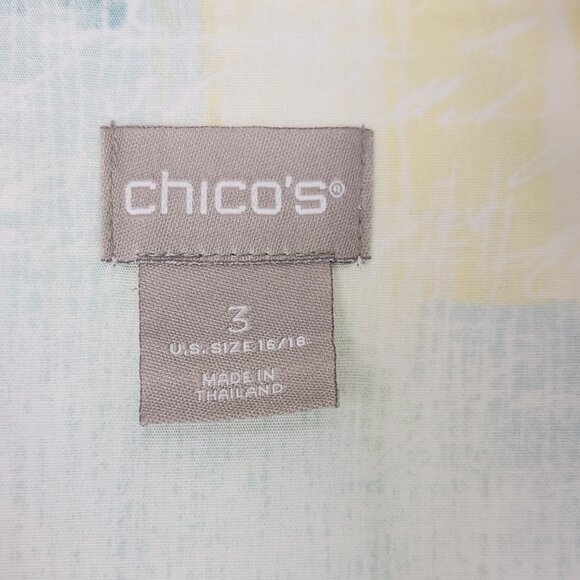 chico's®
3
U.S. SIZE 16/18
MADE IN
THAILAND